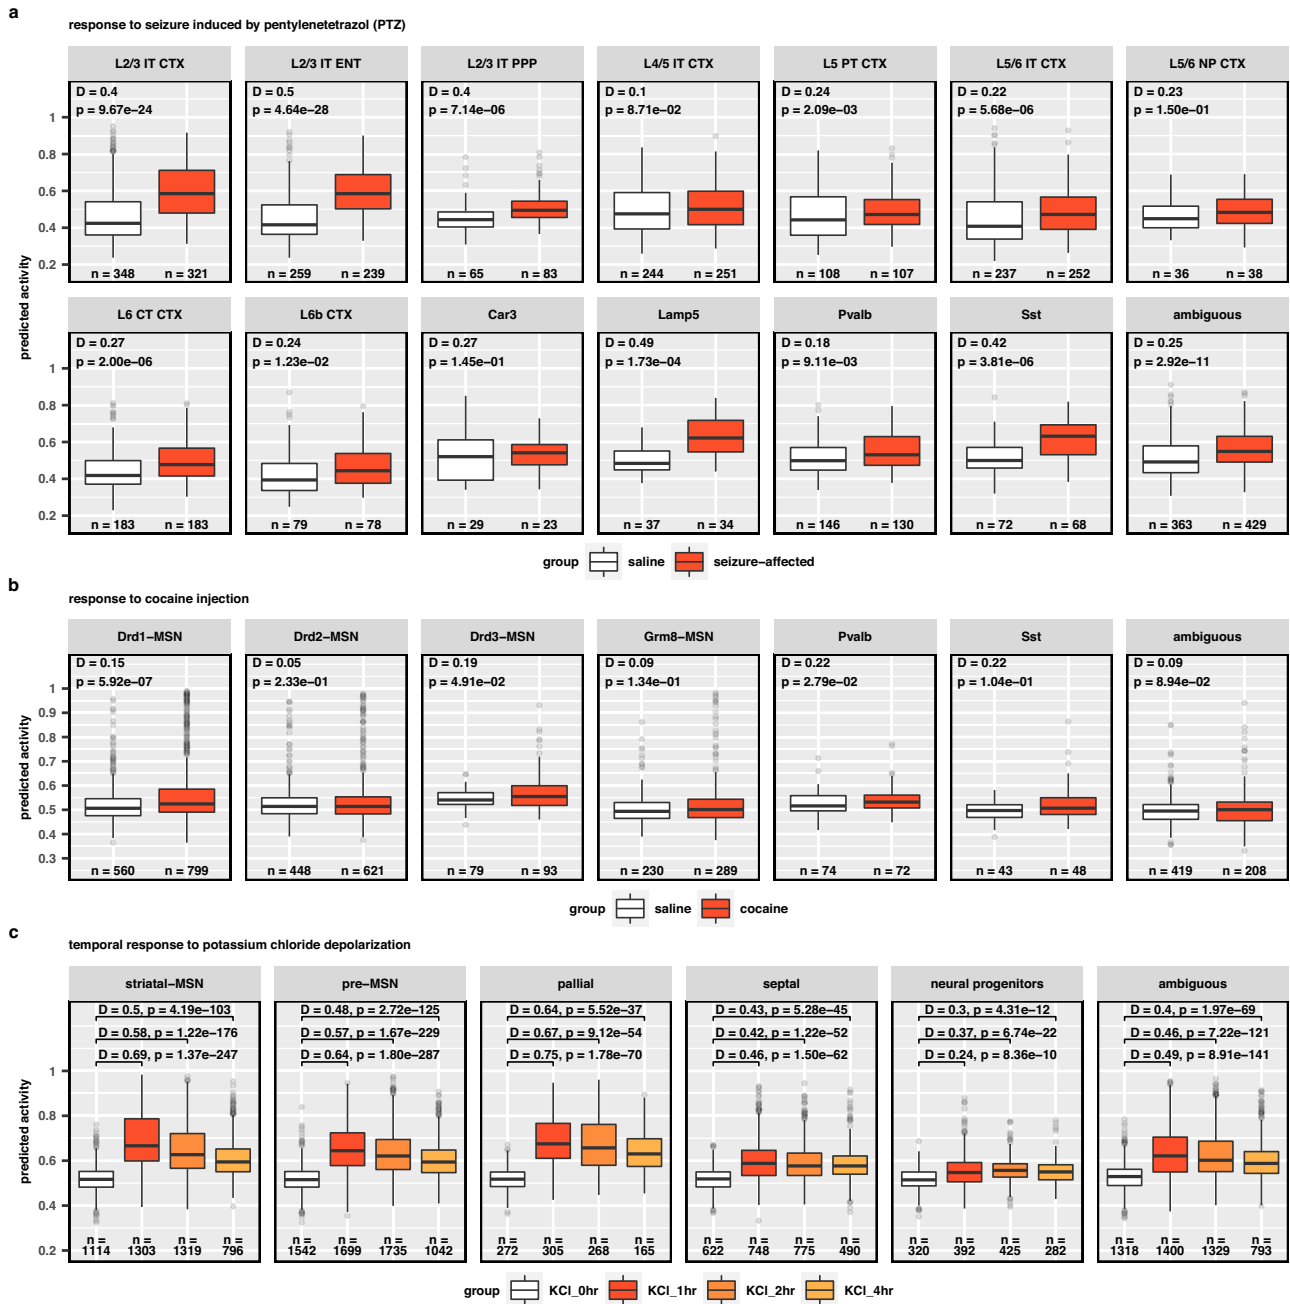 a
response to seizure induced by pentylenetetrazol (PTZ)
L2/3 IT CTX
L2/3 IT ENT
L2/3 IT PPP
L4/5 IT CTX
L5 PT CTX
L5/6 IT CTX
L5/6 NP CTX
D = 0.4
p = 9.67e−24
D = 0.5
p = 4.64e−28
D = 0.4
p = 7.14e−06
D = 0.1
p = 8.71e−02
D = 0.24
p = 2.09e−03
D = 0.22
p = 5.68e−06
D = 0.23
p = 1.50e−01
1
0.8
0.6
0.4
0.2
n = 348 n = 321
n = 259 n = 239
n = 65 n = 83
n = 244 n = 251
n = 108 n = 107
n = 237 n = 252
n = 36 n = 38
predicted activity
L6 CT CTX
L6b CTX
Car3
Lamp5
Pvalb
Sst
ambiguous
D = 0.27
p = 2.00e−06
D = 0.24
p = 1.23e−02
D = 0.27
p = 1.45e−01
D = 0.49
p = 1.73e−04
D = 0.18
p = 9.11e−03
D = 0.42
p = 3.81e−06
D = 0.25
p = 2.92e−11
1
0.8
0.6
0.4
0.2
n = 183 n = 183
n = 79 n = 78
n = 29 n = 23
n = 37 n = 34
n = 146 n = 130
n = 72 n = 68
n = 363 n = 429
group saline seizure−affected
b
response to cocaine injection
Drd1−MSN
Drd2−MSN
Drd3−MSN
Grm8−MSN
Pvalb
Sst
ambiguous
D = 0.15
p = 5.92e−07
D = 0.05
p = 2.33e−01
D = 0.19
p = 4.91e−02
D = 0.09
p = 1.34e−01
D = 0.22
p = 2.79e−02
D = 0.22
p = 1.04e−01
D = 0.09
p = 8.94e−02
predicted activity
1
0.9
0.8
0.7
0.6
0.5
0.4
0.3
n = 560 n = 799
n = 448 n = 621
n = 79 n = 93
n = 230 n = 289
n = 74 n = 72
n = 43 n = 48
n = 419 n = 208
group saline cocaine
c
temporal response to potassium chloride depolarization
striatal−MSN
pre−MSN
pallial
septal
neural progenitors
ambiguous
D = 0.5, p = 4.19e−103
D = 0.58, p = 1.22e−176
D = 0.69, p = 1.37e−247
D = 0.48, p = 2.72e−125
D = 0.57, p = 1.67e−229
D = 0.64, p = 1.80e−287
D = 0.64, p = 5.52e−37
D = 0.67, p = 9.12e−54
D = 0.75, p = 1.78e−70
D = 0.43, p = 5.28e−45
D = 0.42, p = 1.22e−52
D = 0.46, p = 1.50e−62
D = 0.3, p = 4.31e−12
D = 0.37, p = 6.74e−22
D = 0.24, p = 8.36e−10
D = 0.4, p = 1.97e−69
D = 0.46, p = 7.22e−121
D = 0.49, p = 8.91e−141
predicted activity
1
0.8
0.6
0.4
0.2
n = n = n = n =
1114 1303 1319 796
n = n = n = n =
1542 1699 1735 1042
n = n = n = n =
272 305 268 165
n = n = n = n =
622 748 775 490
n = n = n = n =
320 392 425 282
n = n = n = n =
1318 1400 1329 793
group KCl_0hr KCl_1hr KCl_2hr KCl_4hr